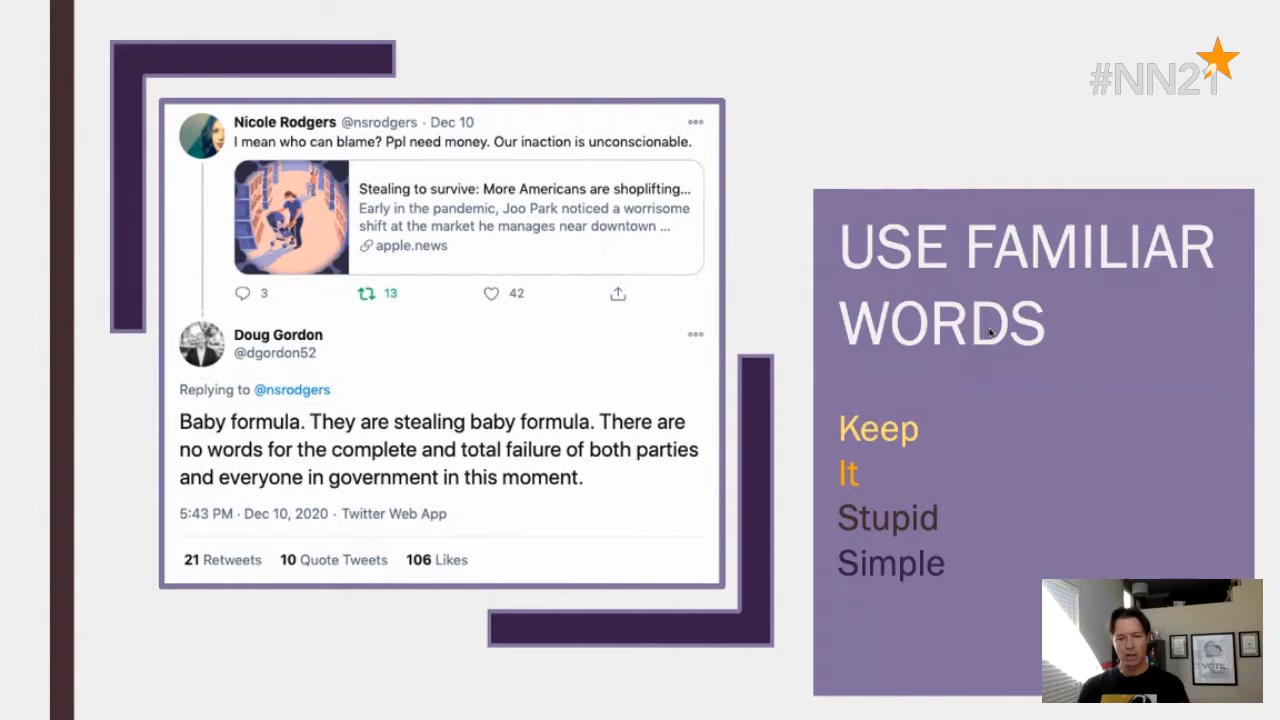 #NN21
Nicole Rodgers @nsrodgers · Dec 10
I mean who can blame? Ppl need money. Our inaction is unconscionable.
Stealing to survive: More Americans are shoplifting...
Early in the pandemic, Joo Park noticed a worrisome
shift at the market he manages near downtown ...
apple.news
3 13 42
Doug Gordon
@dgordon52
Replying to @nsrodgers
Baby formula. They are stealing baby formula. There are
no words for the complete and total failure of both parties
and everyone in government in this moment.
5:43 PM · Dec 10, 2020 · Twitter Web App
21 Retweets 10 Quote Tweets 106 Likes
USE FAMILIAR
WORDS
Keep
It
Stupid
Simple
VOTE